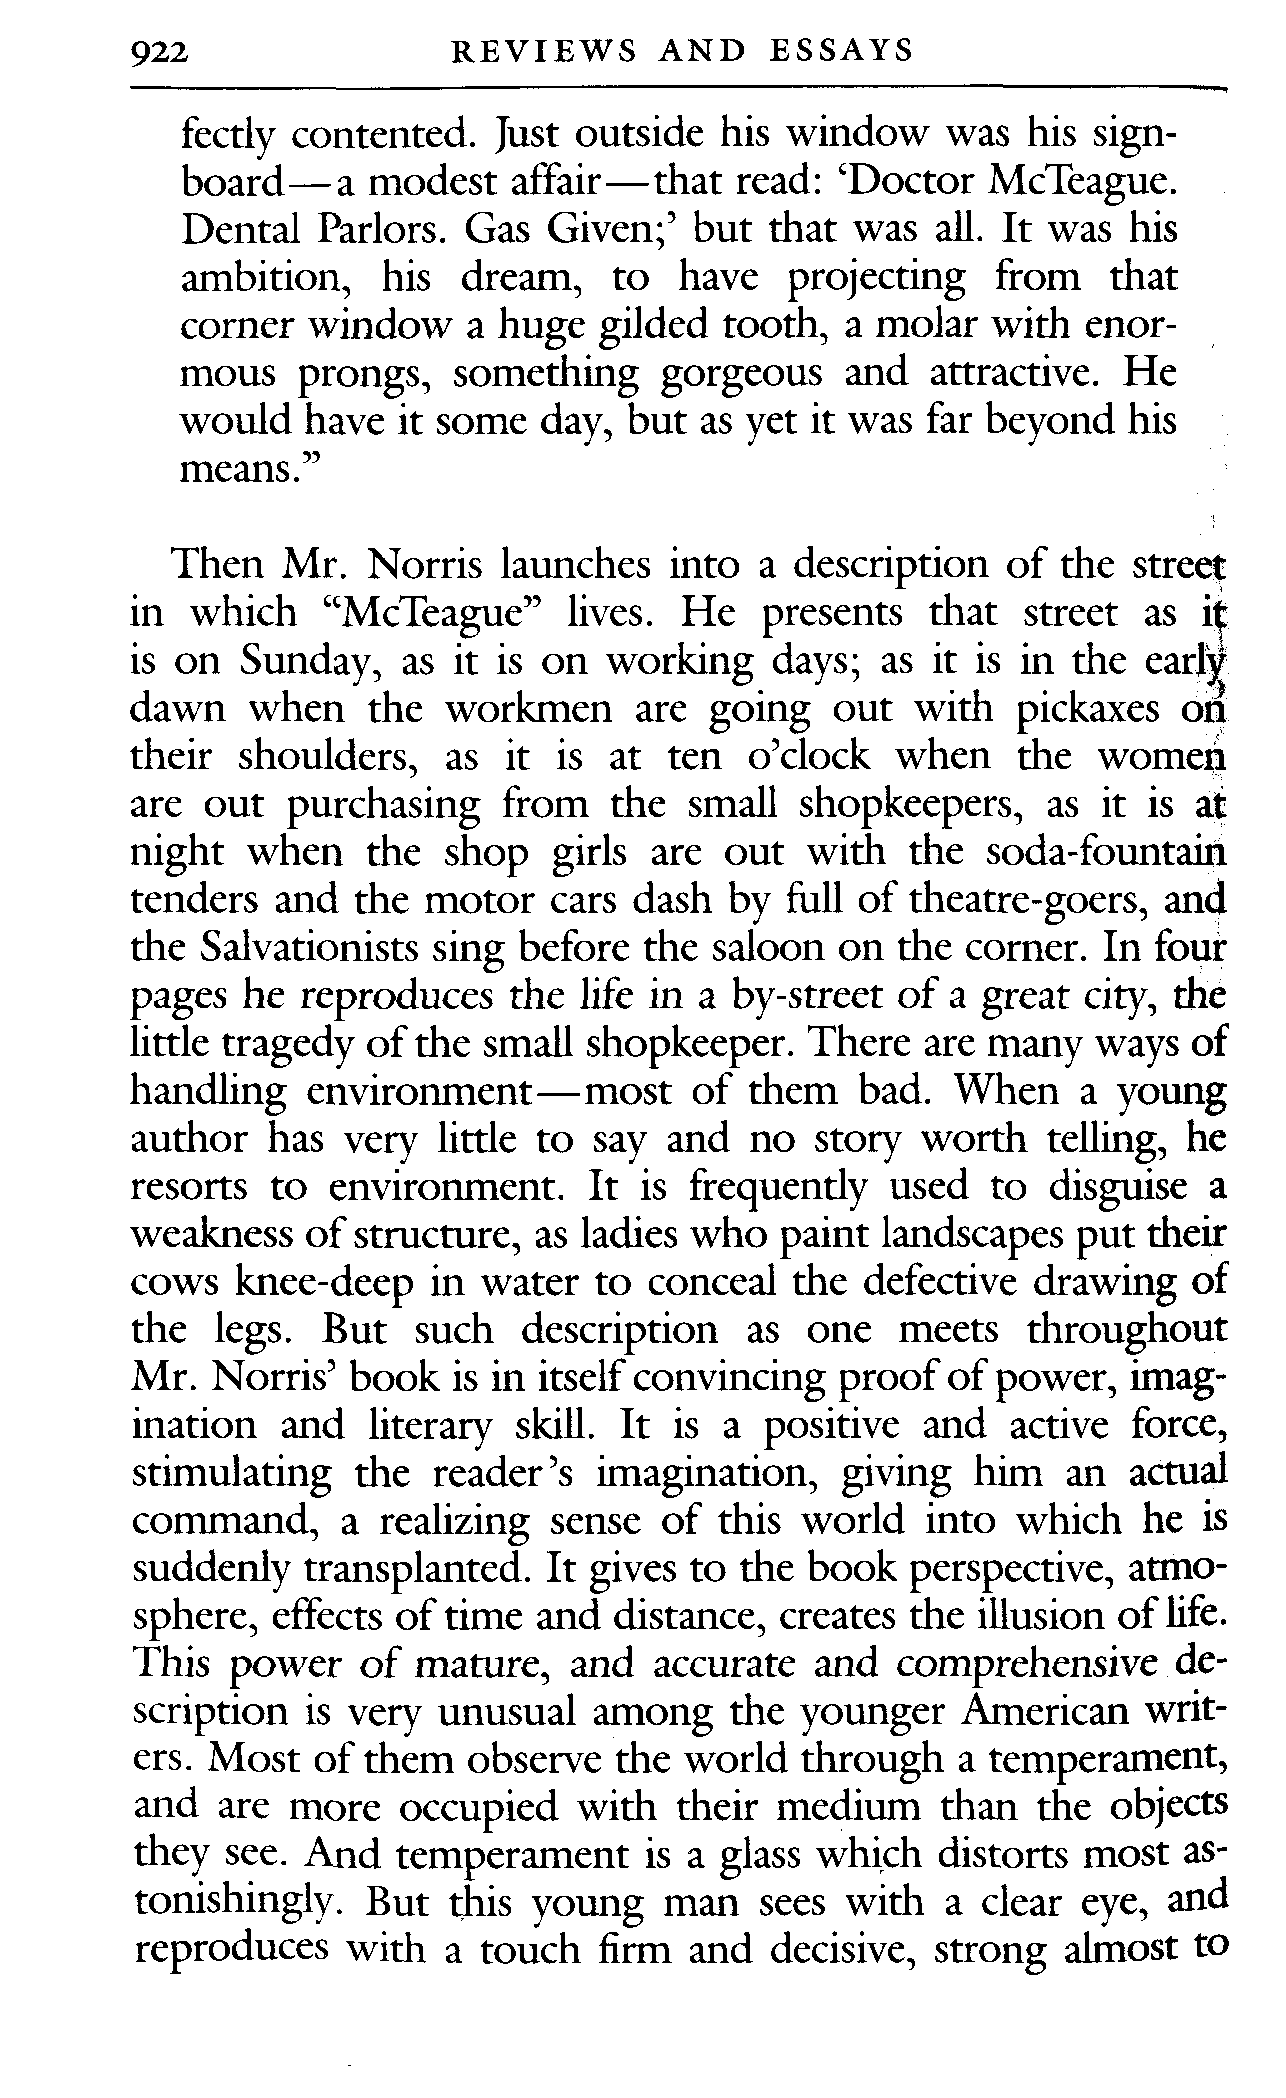 922 REVIEWS AND ESSAYS
fectly contented. Just outside his window was his sign-
board—a modest affair—that read: ‘Doctor McTeague.
Dental Parlors. Gas Given;’ but that was all. It was his
ambition, his dream, to have projecting from that
corner window a huge gilded tooth, a molar with enor-
mous prongs, something gorgeous and attractive. He
would have it some day, but as yet it was far beyond his
means.”
Then Mr. Norris launches into a description of the street
in which “McTeague” lives. He presents that street as it
is on Sunday, as it is on working days; as it is in the early
dawn when the workmen are going out with pickaxes on
their shoulders, as it is at ten o’clock when the women
are out purchasing from the small shopkeepers, as it is at
night when the shop girls are out with the soda-fountain
tenders and the motor cars dash by full of theatre-goers, and
the Salvationists sing before the saloon on the corner. In four
pages he reproduces the life in a by-street of a great city, the
little tragedy of the small shopkeeper. There are many ways of
handling environment—most of them bad. When a young
author has very little to say and no story worth telling, he
resorts to environment. It is frequently used to disguise a
weakness of structure, as ladies who paint landscapes put their
cows knee-deep in water to conceal the defective drawing of
the legs. But such description as one meets throughout
Mr. Norris’ book is in itself convincing proof of power, imag-
ination and literary skill. It is a positive and active force,
stimulating the reader’s imagination, giving him an actual
command, a realizing sense of this world into which he is
suddenly transplanted. It gives to the book perspective, atmo-
sphere, effects of time and distance, creates the illusion of life.
This power of mature, and accurate and comprehensive de-
scription is very unusual among the younger American writ-
ers. Most of them observe the world through a temperament,
and are more occupied with their medium than the objects
they see. And temperament is a glass which distorts most as-
tonishingly. But this young man sees with a clear eye, and
reproduces with a touch firm and decisive, strong almost to